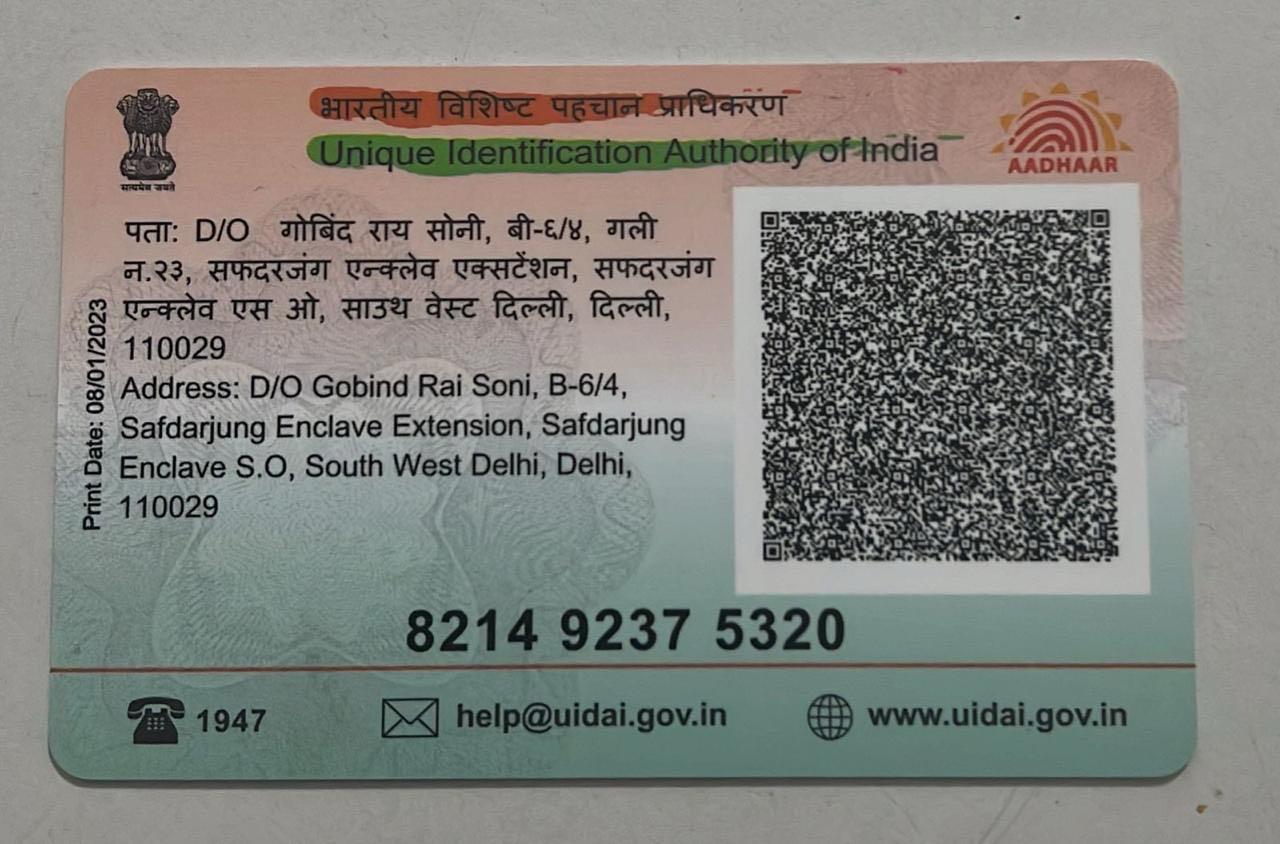 भारतीय विशिष्ट पहचान प्राधिकरण
Unique Identification Authority of India
सत्यमेव जयते
AADHAAR
पता: D/O गोबिंद राय सोनी, बी-६/४, गली
न.२३, सफदरजंग एन्क्लेव एक्सटेंशन, सफदरजंग
एन्क्लेव एस ओ, साउथ वेस्ट दिल्ली, दिल्ली,
110029
Address: D/O Gobind Rai Soni, B-6/4,
Safdarjung Enclave Extension, Safdarjung
Enclave S.O, South West Delhi, Delhi,
110029
Print Date: 08/01/2023
8214 9237 5320
1947
help@uidai.gov.in
www.uidai.gov.in